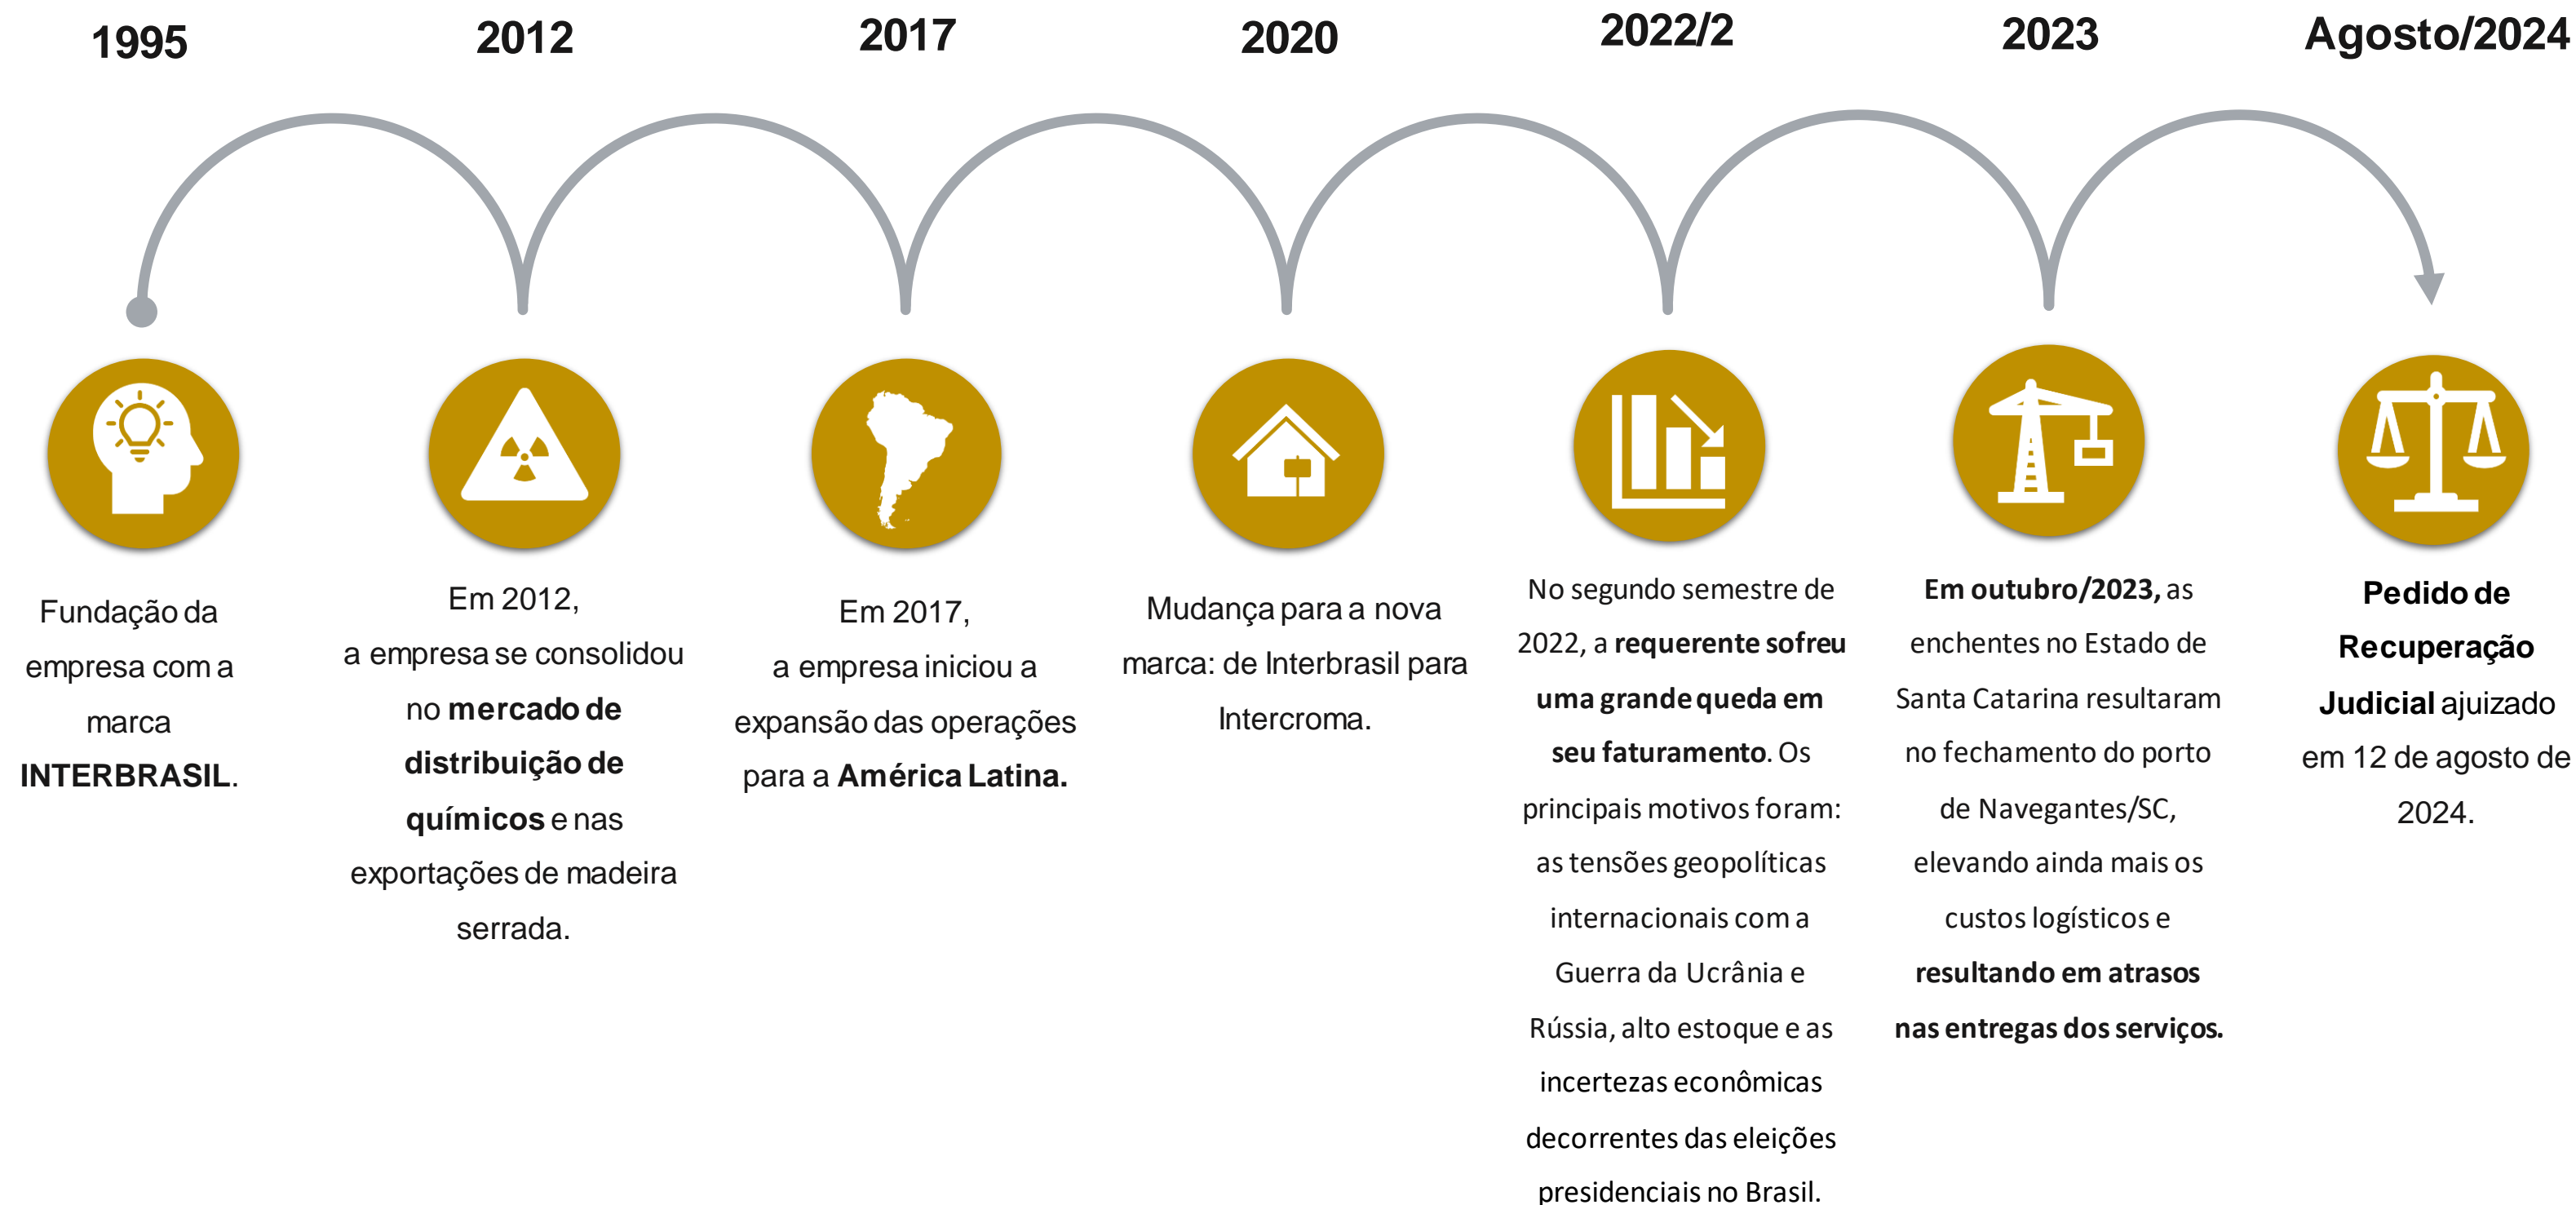 1995
2012
2017
2020
2022/2
2023
Agosto/2024
Fundação da
empresa com a
marca
INTERBRASIL.
Em 2012,
a empresa se consolidou
no mercado de
distribuição de
químicos e nas
exportações de madeira
serrada.
Em 2017,
a empresa iniciou a
expansão das operações
para a América Latina.
Mudança para a nova
marca: de Interbrasil para
Intercroma.
No segundo semestre de
2022, a requerente sofreu
uma grande queda em
seu faturamento. Os
principais motivos foram:
as tensões geopolíticas
internacionais com a
Guerra da Ucrânia e
Rússia, alto estoque e as
incertezas econômicas
decorrentes das eleições
presidenciais no Brasil.
Em outubro/2023, as
enchentes no Estado de
Santa Catarina resultaram
no fechamento do porto
de Navegantes/SC,
elevando ainda mais os
custos logísticos e
resultando em atrasos
nas entregas dos serviços.
Pedido de
Recuperação
Judicial ajuizado
em 12 de agosto de
2024.